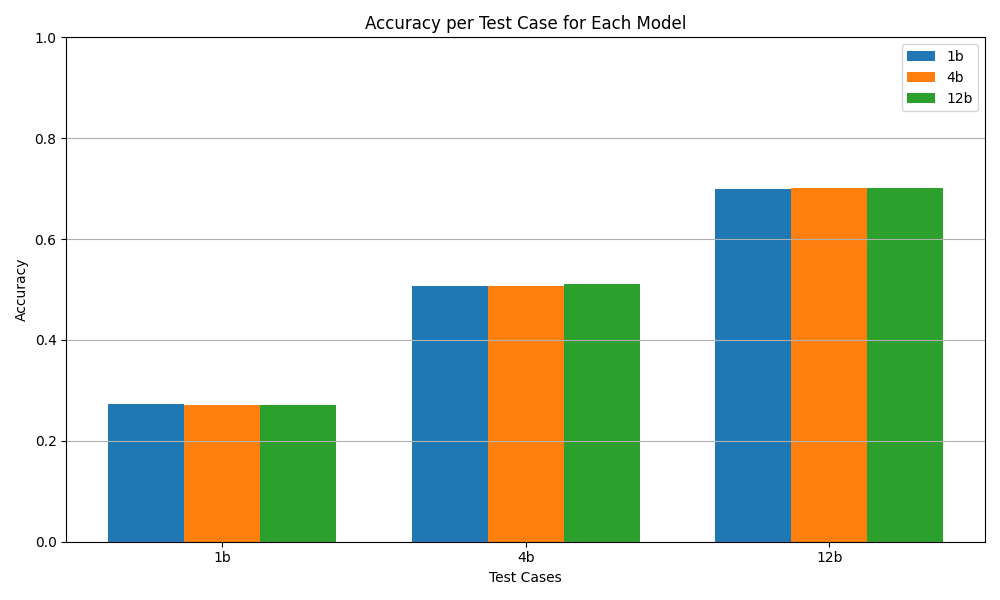 Accuracy per Test Case for Each Model
1.0
0.8
0.6
0.4
0.2
0.0
Accuracy
1b
4b
12b
1b
4b
12b
Test Cases